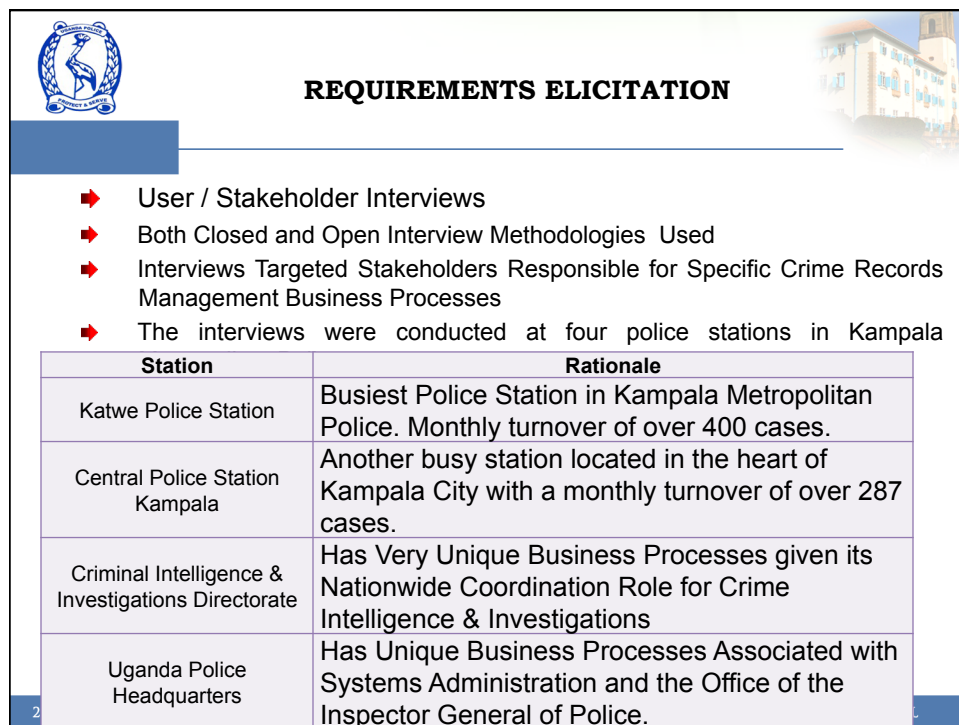 UGANDA POLICE
PROTECT & SERVE
REQUIREMENTS ELICITATION
User / Stakeholder Interviews
Both Closed and Open Interview Methodologies Used
Interviews Targeted Stakeholders Responsible for Specific Crime Records
Management Business Processes
The interviews were conducted at four police stations in Kampala
Station Rationale
Katwe Police Station
Busiest Police Station in Kampala Metropolitan
Police. Monthly turnover of over 400 cases.
Central Police Station
Kampala
Another busy station located in the heart of
Kampala City with a monthly turnover of over 287
cases.
Criminal Intelligence &
Investigations Directorate
Has Very Unique Business Processes given its
Nationwide Coordination Role for Crime
Intelligence & Investigations
Uganda Police
Headquarters
Has Unique Business Processes Associated with
Systems Administration and the Office of the
Inspector General of Police.
2